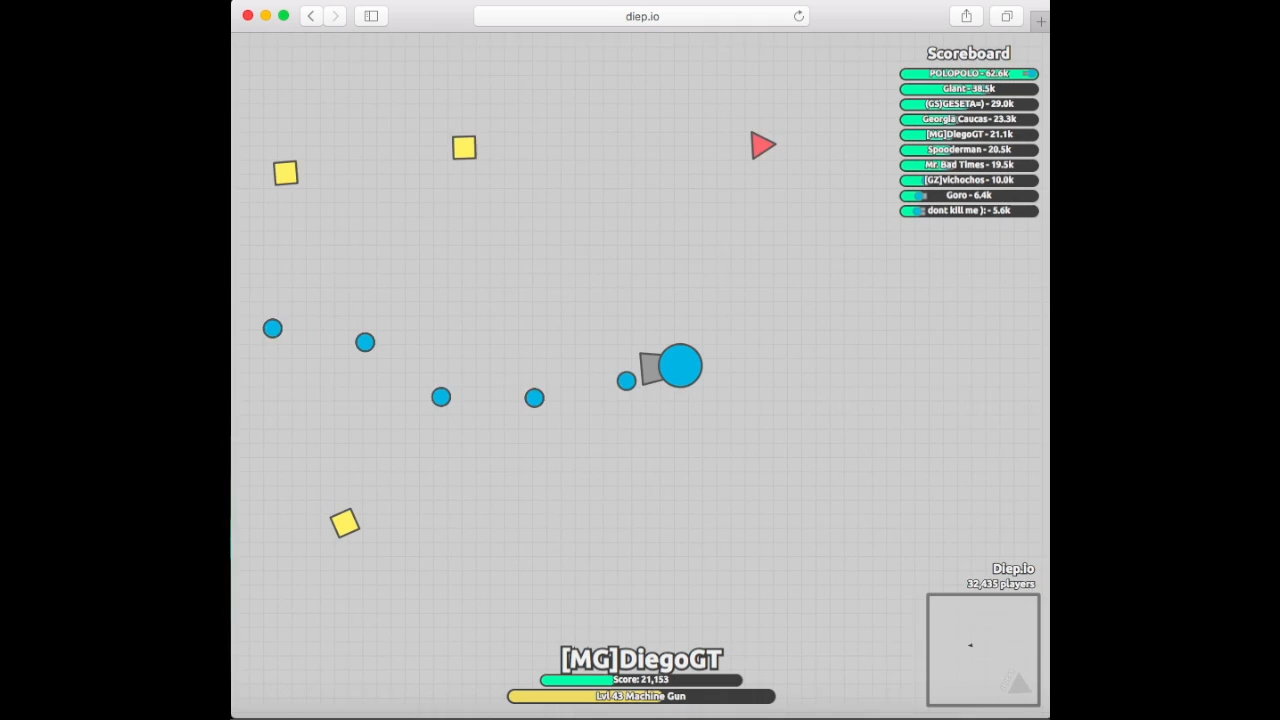 diep.io
Scoreboard
POLOPOLO - 62.6k
Giant - 38.5k
(GS)GESETA=) - 29.0k
Georgia Caucas - 23.3k
[MG]DiegoGT - 21.1k
Spooderman - 20.5k
Mr. Bad Times - 19.5k
[GZ]vichochos - 10.0k
Goro - 6.4k
dont kill me ): - 5.6k
Diep.io
32,435 players
[MG]DiegoGT
Score: 21,153
Lvl 43 Machine Gun